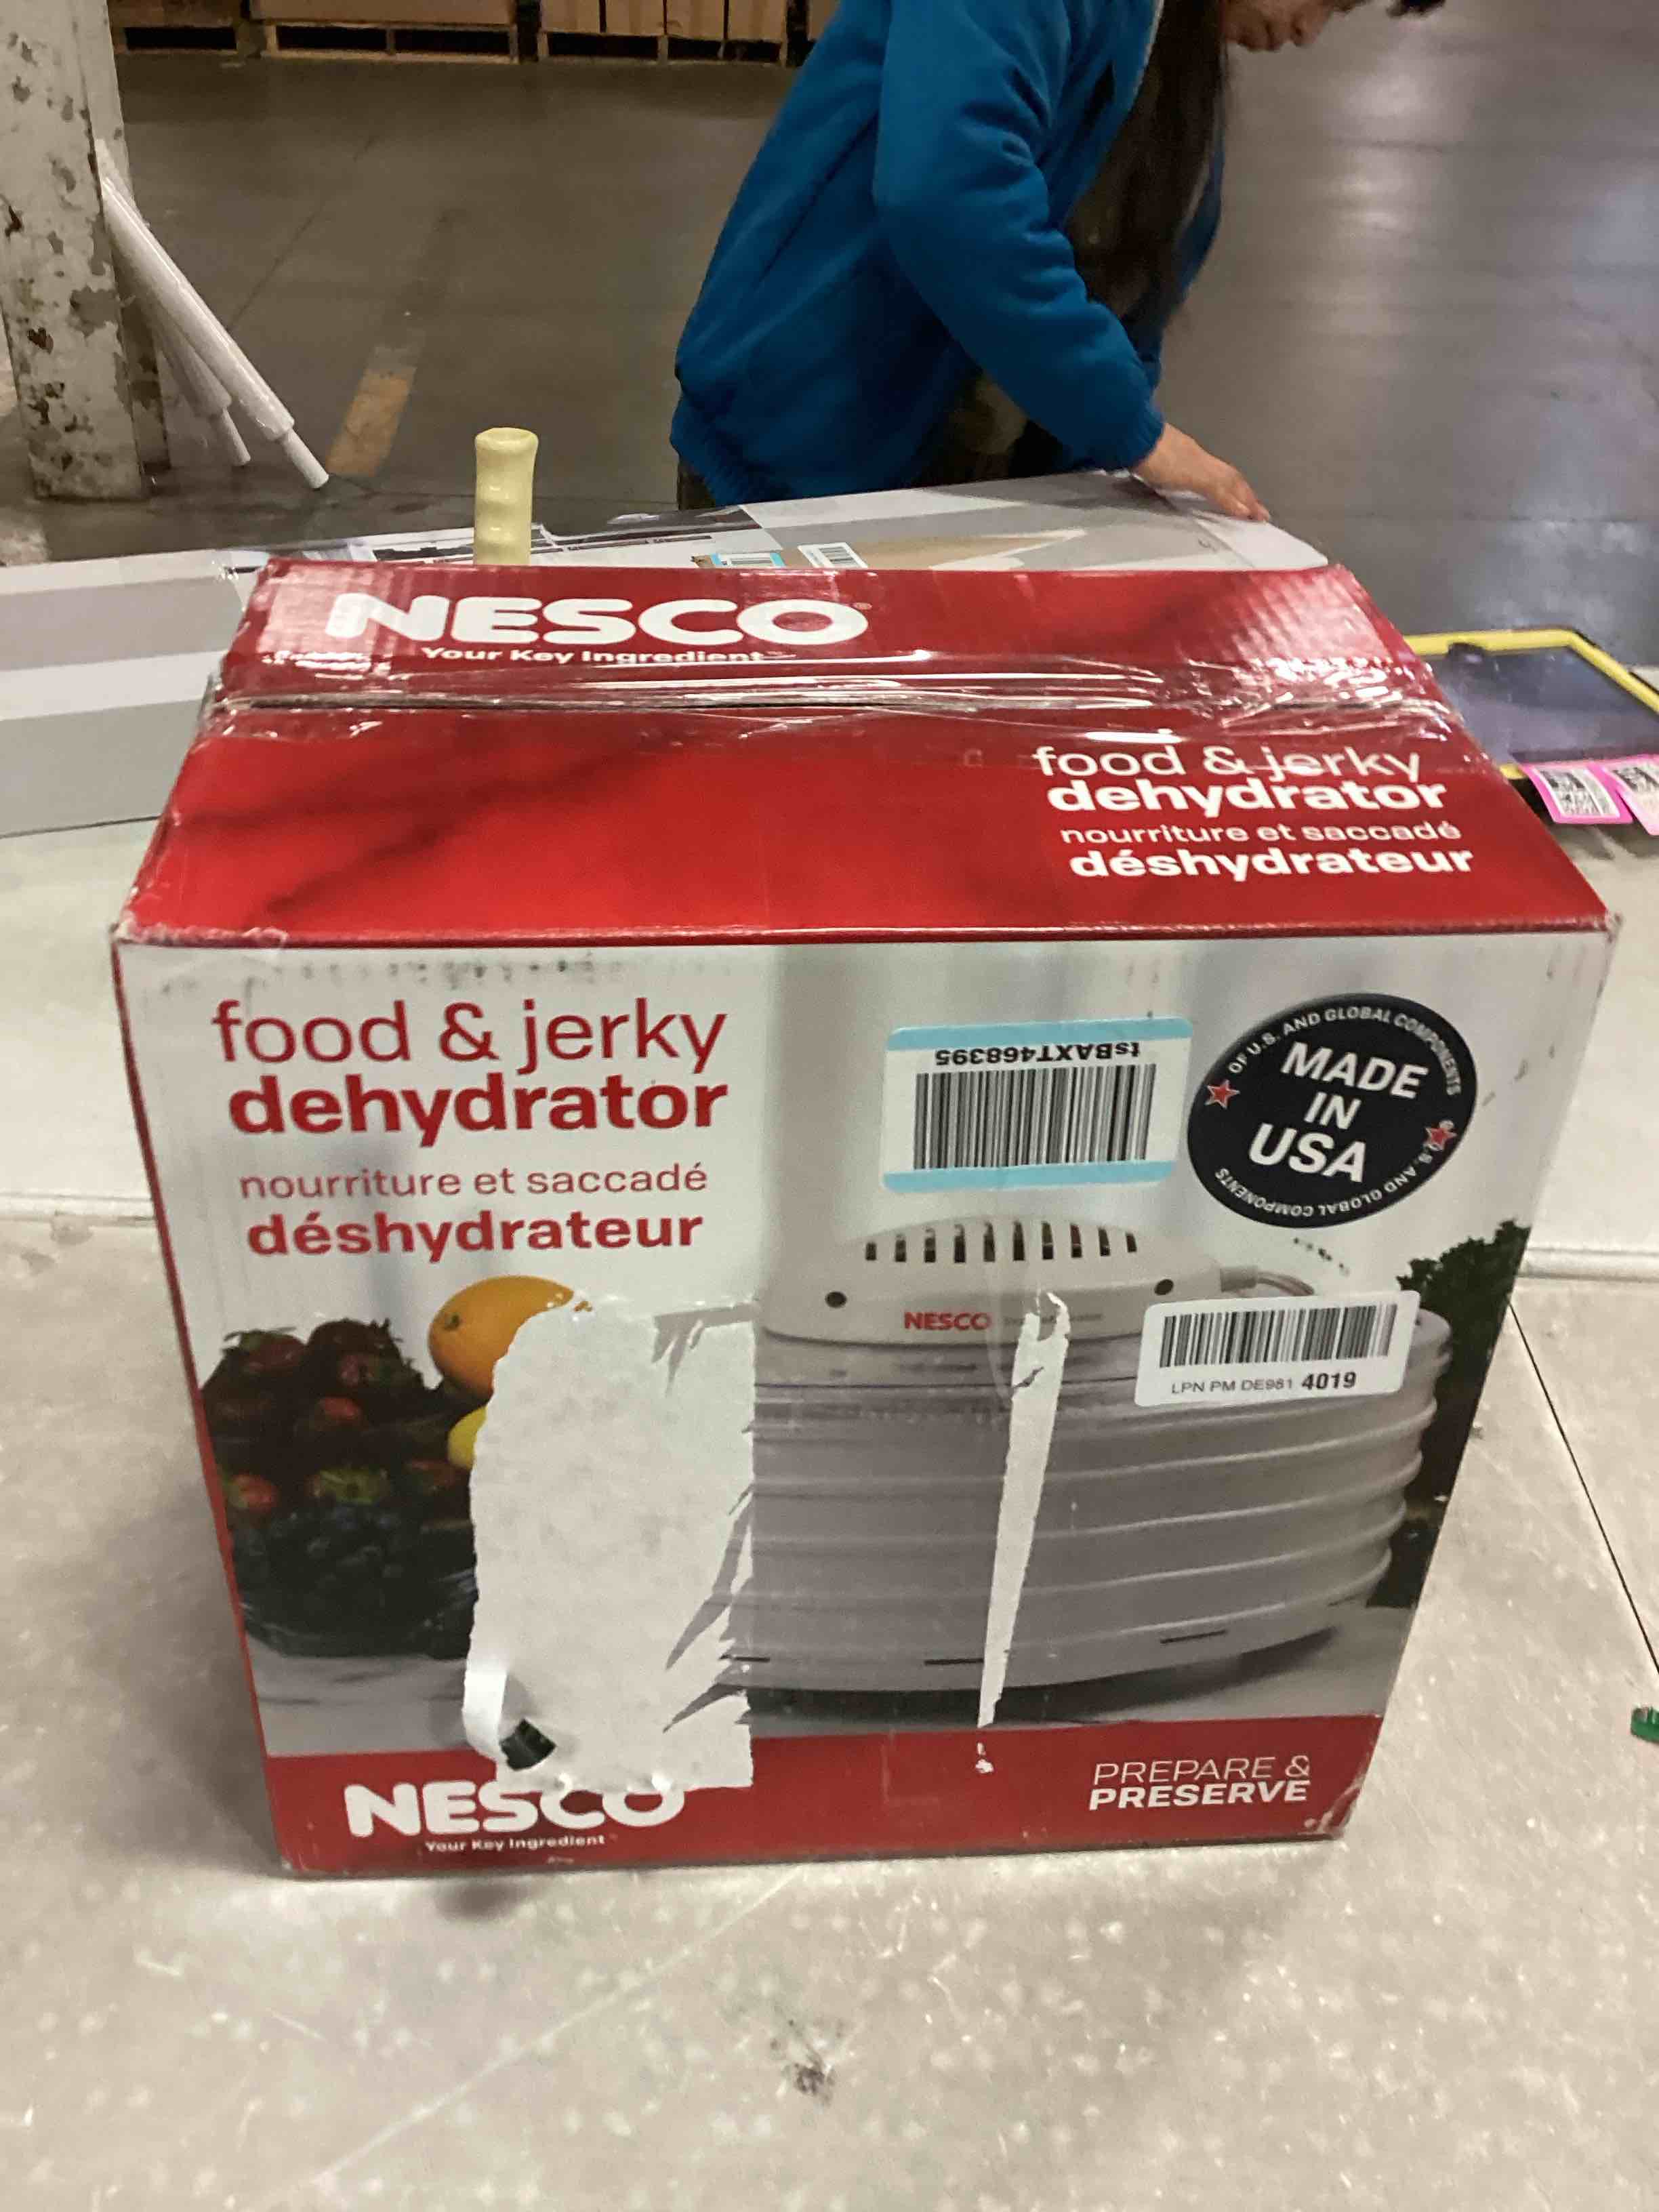 NESCO
Your Key Ingredient
food & jerky
dehydrator
nourriture et saccadé
déshydrateur
food & jerky
dehydrator
nourriture et saccadé
déshydrateur
tsBAXT468395
OF U.S. AND GLOBAL COMPONENTS
MADE
IN
USA
OF U.S. AND GLOBAL COMPONENTS
NESCO
LPN PM DE981 4019
NESCO
Your Key Ingredient
PREPARE &
PRESERVE